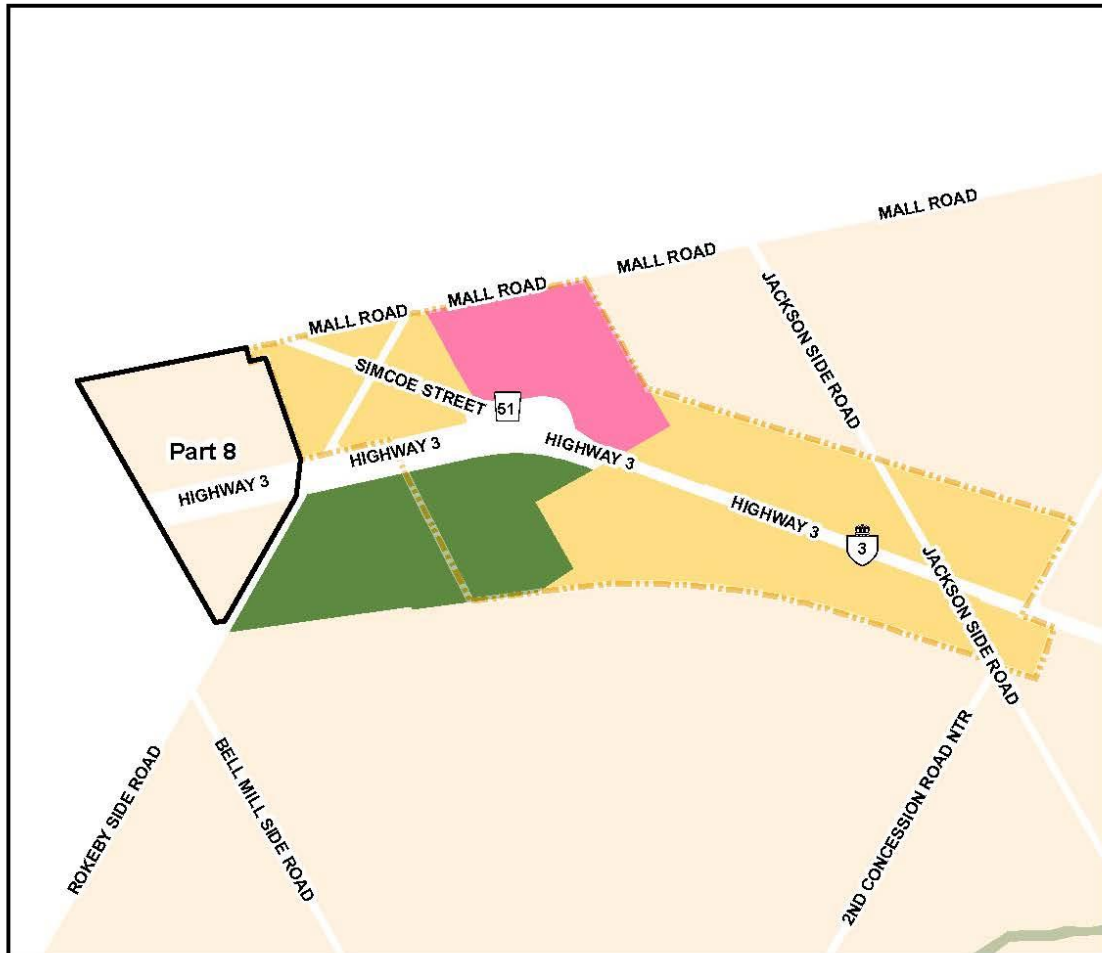 MALL ROAD
MALL ROAD
MALL ROAD
MALL ROAD
JACKSON SIDE ROAD
SIMCOE STREET
51
Part 8
HIGHWAY 3
HIGHWAY 3
HIGHWAY 3
HIGHWAY 3
3
JACKSON SIDE ROAD
ROKEBY SIDE ROAD
BELL MILL SIDE ROAD
2ND CONCESSION ROAD NTR